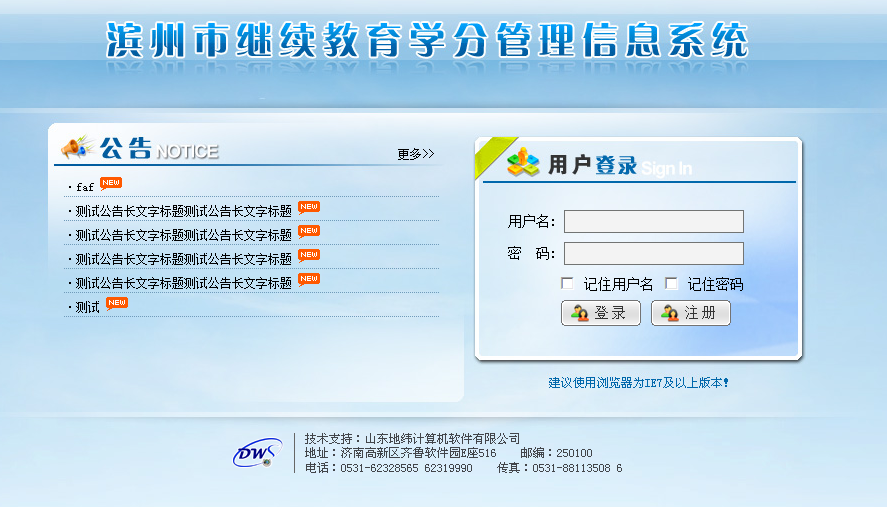 滨州市继续教育学分管理信息系统
公告 NOTICE
更多>>
·faf NEW
·测试公告长文字标题测试公告长文字标题 NEW
·测试公告长文字标题测试公告长文字标题 NEW
·测试公告长文字标题测试公告长文字标题 NEW
·测试公告长文字标题测试公告长文字标题 NEW
·测试 NEW
用户登录 Sign In
用户名:
密 码:
记住用户名 记住密码
登录 注册
建议使用浏览器为IE7及以上版本!
DWS
技术支持:山东地纬计算机软件有限公司
地址:济南高新区齐鲁软件园E座516 邮编:250100
电话:0531-62328565 62319990 传真:0531-88113508 6